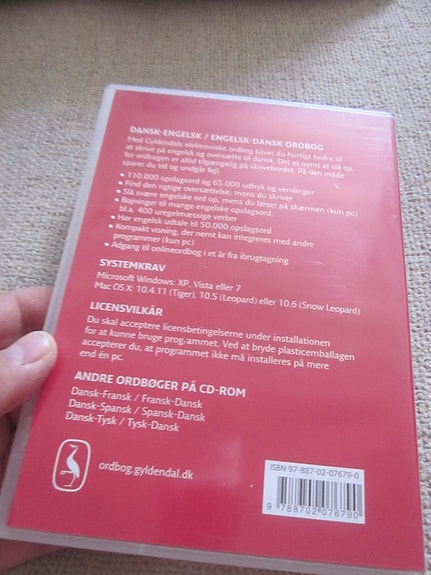 DANSK-ENGELSK / ENGELSK-DANSK ORDBOG
Med Gyldendals elektroniske ordbog bliver du hurtigt bedre til
at skrive på engelsk og oversætte til dansk. Det er nemt at slå op,
for ordbogen er altid tilgængelig på skriveborder. På den måde
sparer du tid og undgår fejl.
• 110.000 opslagsord og 65.000 udtryk og vendinger
• Find den rigtige oversættelse, mens du skriver
• Slå svære engelske ord op, mens du læser på skærmen (kun pc)
• Bøjninger til mange engelske opslagsord,
bl.a. 400 uregelmæssige verber
• Hør engelsk udtale til 50.000 opslagsord
• Kompakt visning, der nemt kan integreres med andre
programmer (kun pc)
• Adgang til onlineordbog i et år fra ibrugtagning
SYSTEMKRAV
Microsoft Windows: XP, Vista eller 7
Mac OS X: 10.4.11 (Tiger), 10.5 (Leopard) eller 10.6 (Snow Leopard)
LICENSVILKÅR
Du skal acceptere licensbetingelserne under installationen
for at kunne bruge programmet. Ved at bryde plasticemballagen
accepterer du, at programmet ikke må installeres på mere
end én pc.
ANDRE ORDBØGER PÅ CD-ROM
Dansk-Fransk / Fransk-Dansk
Dansk-Spansk / Spansk-Dansk
Dansk-Tysk / Tysk-Dansk
ordbog.gyldendal.dk
ISBN 97-887-02-07679-0
9 788702 076790